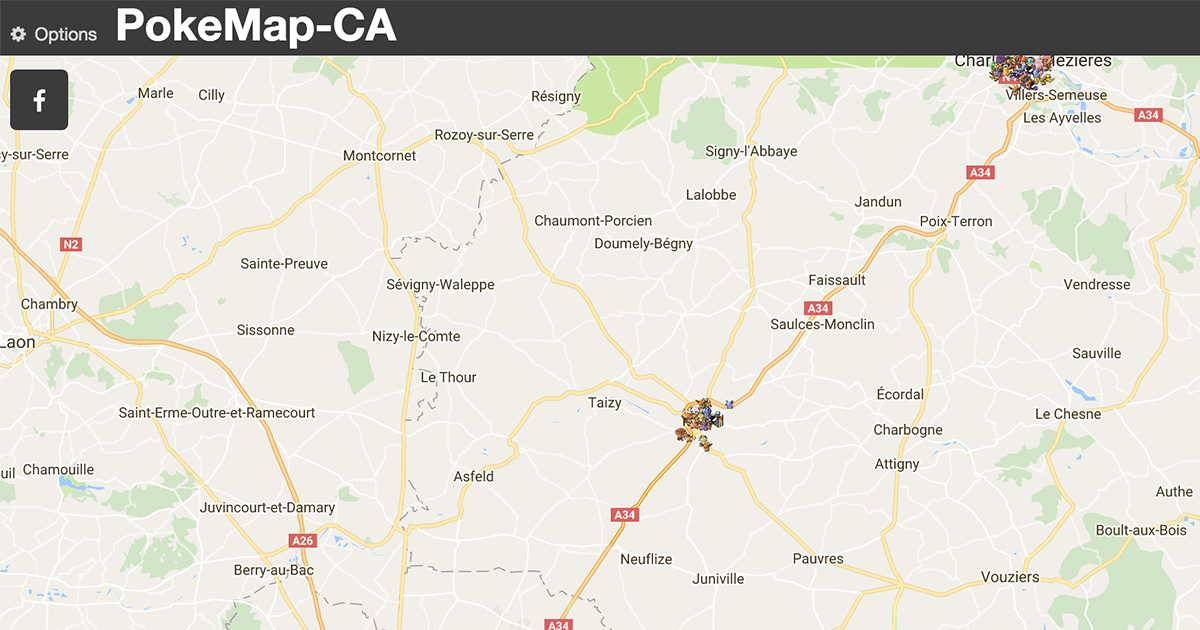 Options
PokeMap-CA
f
Marle
Cilly
Résigny
Villers-Semeuse
Les Ayvelles
A34
Rozoy-sur-Serre
Montcornet
Signy-l'Abbaye
y-sur-Serre
A34
Lalobbe
Jandun
Chaumont-Porcien
Poix-Terron
N2
Doumely-Bégny
Sainte-Preuve
Sévigny-Waleppe
Faissault
Vendresse
Chambry
A34
Saulces-Monclin
Sissonne
Nizy-le-Comte
Laon
Sauville
Le Thour
Taizy
Écordal
Saint-Erme-Outre-et-Ramecourt
Le Chesne
Charbogne
Attigny
uil
Chamouille
Asfeld
Authe
Juvincourt-et-Damary
A34
Boult-aux-Bois
A26
Neuflize
Pauvres
Berry-au-Bac
Juniville
Vouziers
A34